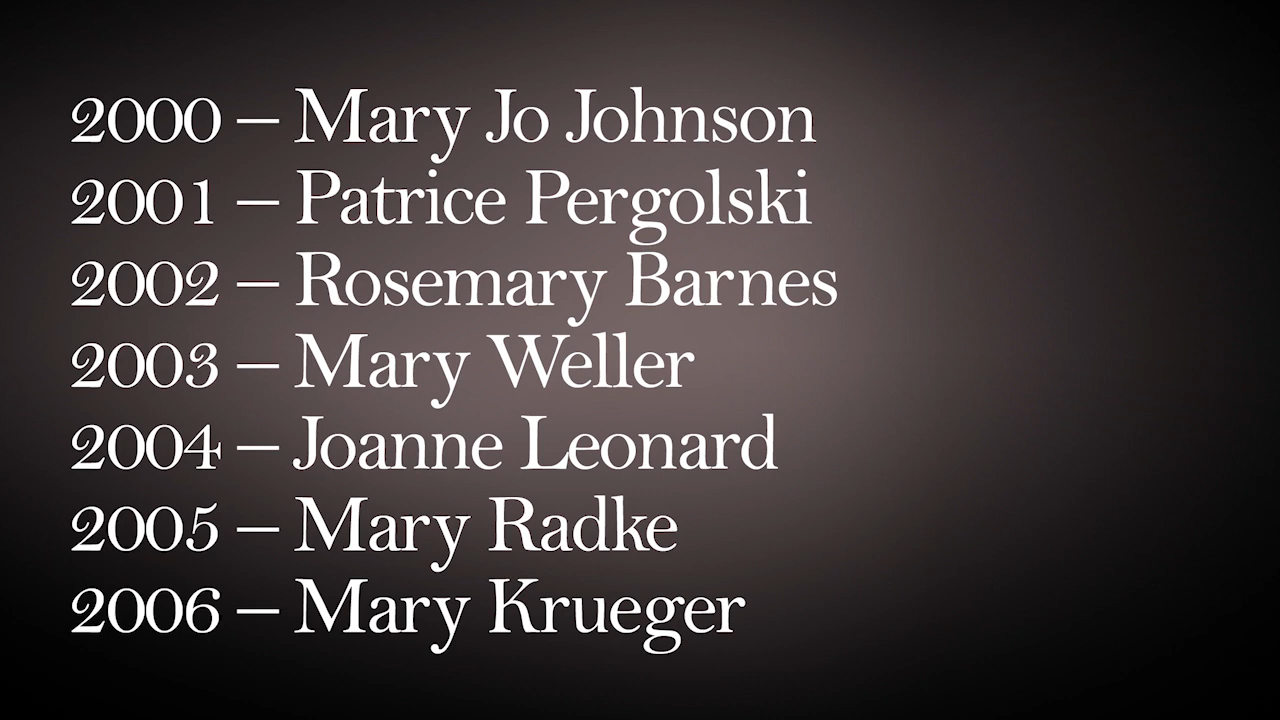 2000 – Mary Jo Johnson
2001 – Patrice Pergolski
2002 – Rosemary Barnes
2003 – Mary Weller
2004 – Joanne Leonard
2005 – Mary Radke
2006 – Mary Krueger